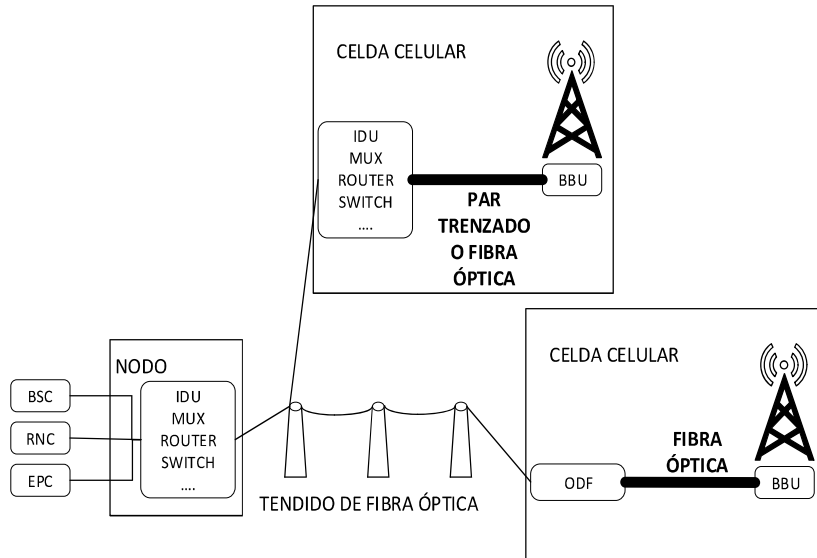 CELDA CELULAR
IDU
MUX
ROUTER
SWITCH
....
BBU
PAR
TRENZADO
O FIBRA
ÓPTICA
CELDA CELULAR
NODO
BSC
RNC
EPC
IDU
MUX
ROUTER
SWITCH
....
TENDIDO DE FIBRA ÓPTICA
ODF
FIBRA
ÓPTICA
BBU